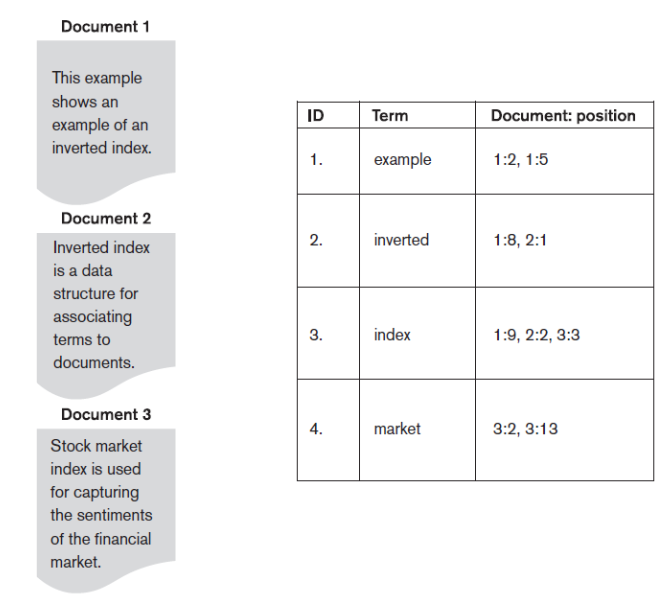 Document 1
This example
shows an
example of an
inverted index.
Document 2
Inverted index
is a data
structure for
associating
terms to
documents.
Document 3
Stock market
index is used
for capturing
the sentiments
of the financial
market.
ID Term Document: position
1. example 1:2, 1:5
2. inverted 1:8, 2:1
3. index 1:9, 2:2, 3:3
4. market 3:2, 3:13